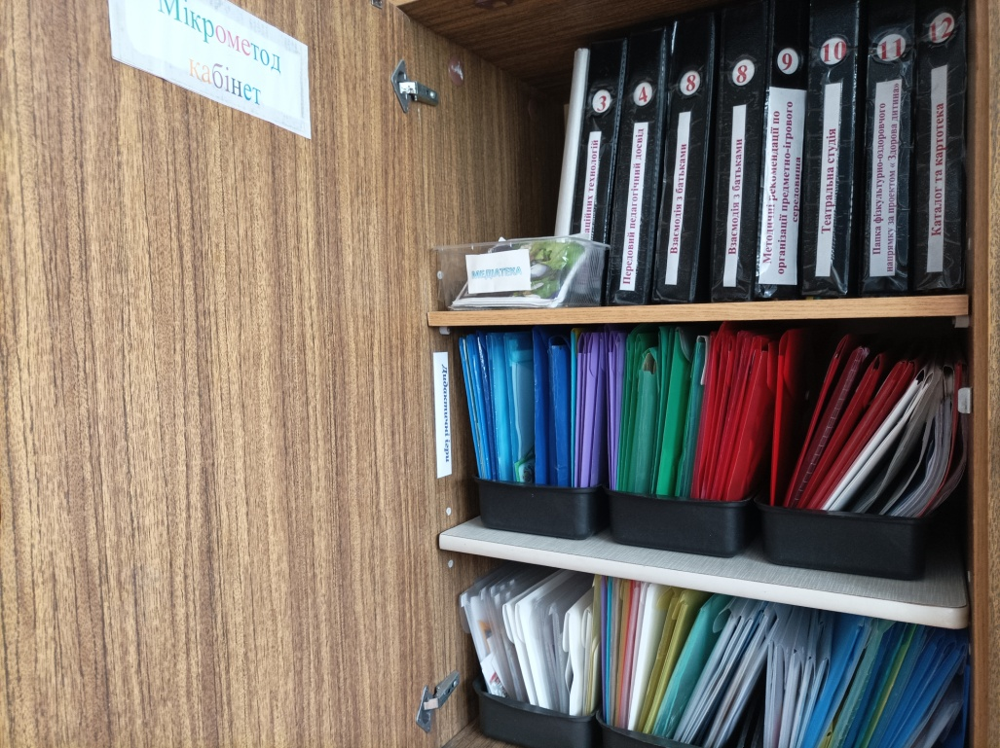 Мікрометод
кабінет
3
аційних технологій
4
Передовий педагогічний досвід
8
Взаємодія з батьками
8
Взаємодія з батьками
9
Методичні рекомендації по
організації предметно-ігрового
середовища
10
Театральна студія
11
Папка фізкультурно-оздоровчого
напрямку за проектом « Здорова дитина»
12
Каталог та картотека
МЕДІАТЕКА
Дидактичні ігри